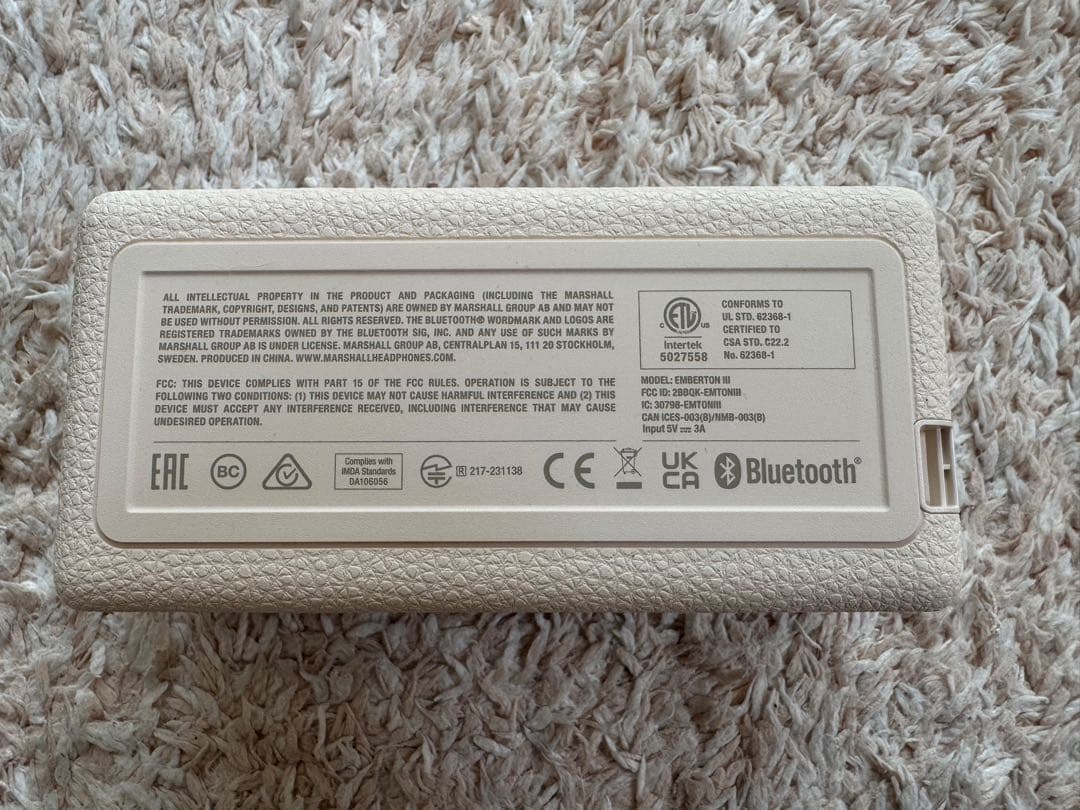 ALL INTELLECTUAL PROPERTY IN THE PRODUCT AND PACKAGING (INCLUDING THE MARSHALL
TRADEMARK, COPYRIGHT, DESIGNS, AND PATENTS) ARE OWNED BY MARSHALL GROUP AB AND MAY NOT
BE USED WITHOUT PERMISSION. ALL RIGHTS RESERVED. THE BLUETOOTH® WORDMARK AND LOGOS ARE
REGISTERED TRADEMARKS OWNED BY THE BLUETOOTH SIG, INC. AND ANY USE OF SUCH MARKS BY
MARSHALL GROUP AB IS UNDER LICENSE. MARSHALL GROUP AB, CENTRALPLAN 15, 111 20 STOCKHOLM,
SWEDEN. PRODUCED IN CHINA. WWW.MARSHALLHEADPHONES.COM.
FCC: THIS DEVICE COMPLIES WITH PART 15 OF THE FCC RULES. OPERATION IS SUBJECT TO THE
FOLLOWING TWO CONDITIONS: (1) THIS DEVICE MAY NOT CAUSE HARMFUL INTERFERENCE AND (2) THIS
DEVICE MUST ACCEPT ANY INTERFERENCE RECEIVED, INCLUDING INTERFERENCE THAT MAY CAUSE
UNDESIRED OPERATION.
C ETL US
Intertek
5027558
CONFORMS TO
UL STD. 62368-1
CERTIFIED TO
CSA STD. C22.2
No. 62368-1
MODEL: EMBERTON III
FCC ID: 2BBQK-EMTONIII
IC: 30798-EMTONIII
CAN ICES-003(B)/NMB-003(B)
Input 5V ⎓ 3A
EAC
BC
Complies with
IMDA Standards
DA106056
R 217-231138
CE
UK
CA
Bluetooth®